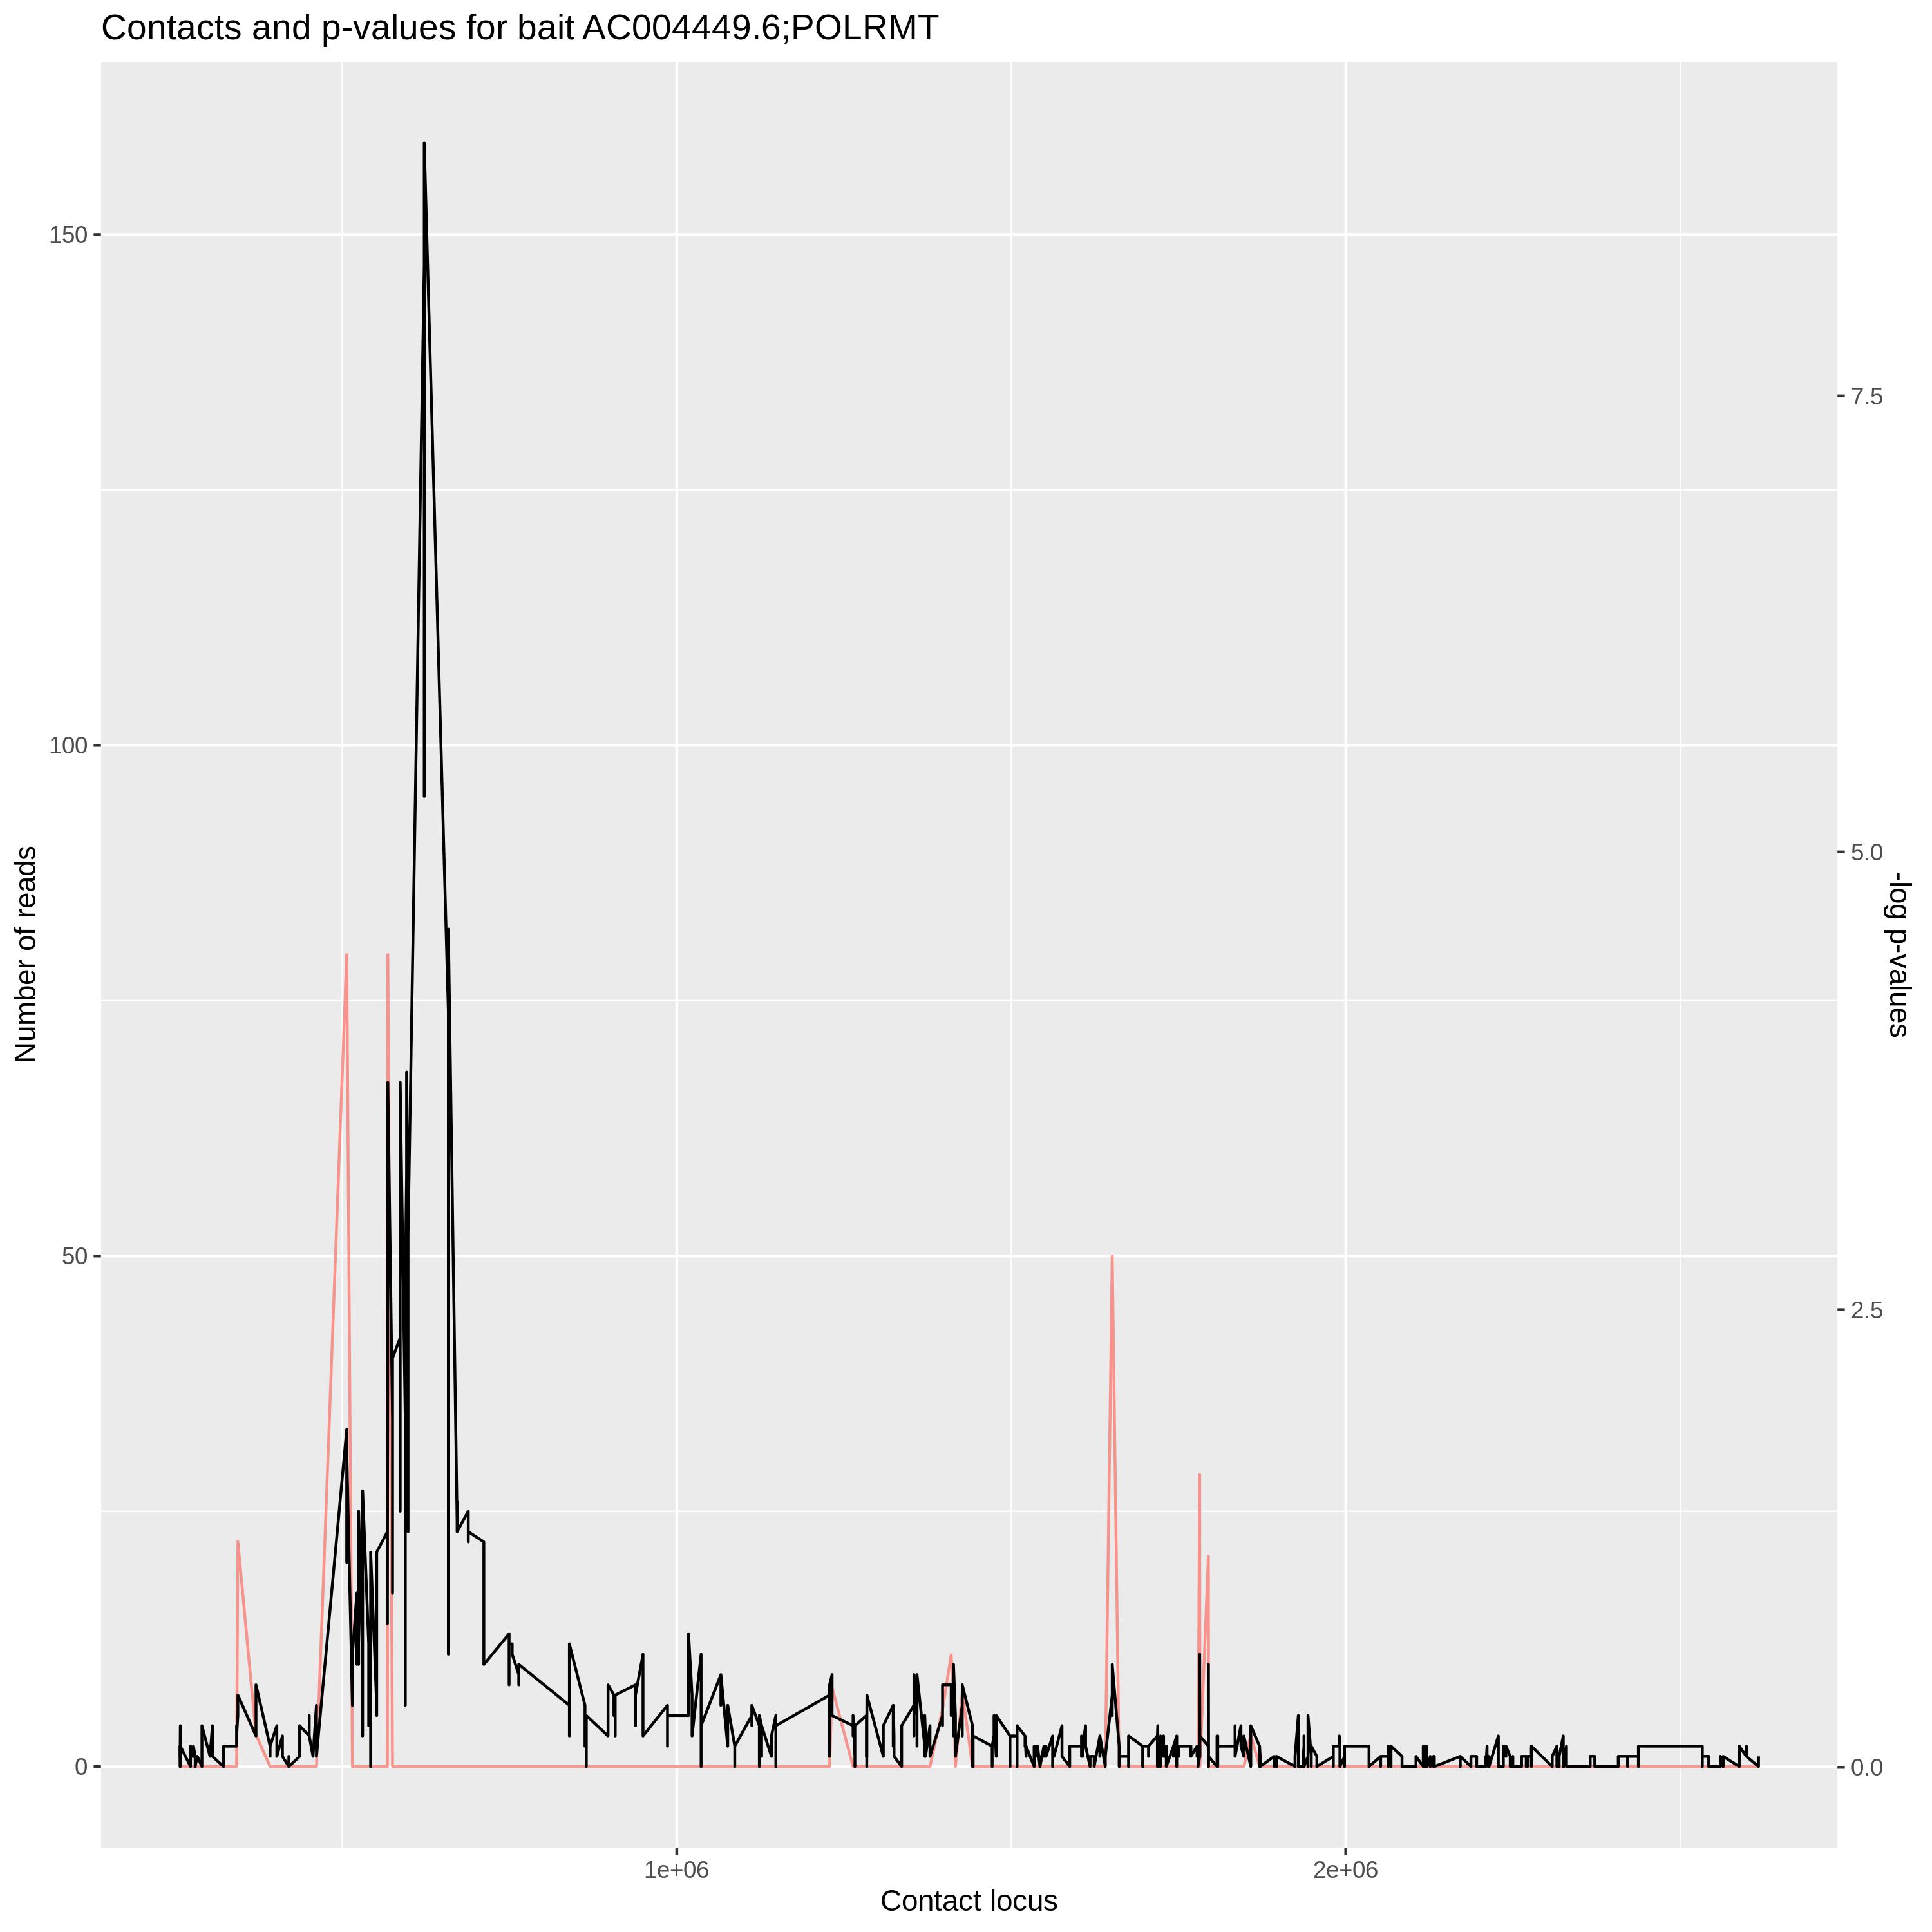 Contacts and p-values for bait AC004449.6;POLRMT
150
100
50
0
Number of reads
7.5
5.0
2.5
0.0
-log p-values
1e+06
2e+06
Contact locus